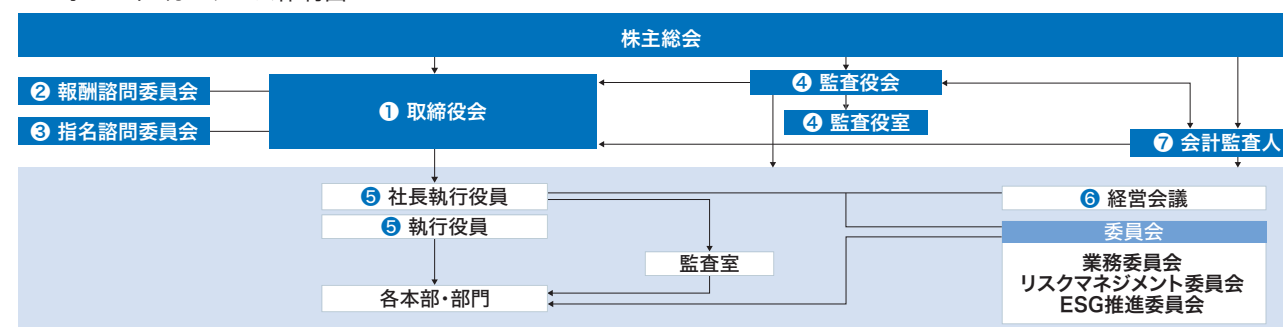 株主総会
❷ 報酬諮問委員会
❶ 取締役会
❹ 監査役会
❸ 指名諮問委員会
❹ 監査役室
❼ 会計監査人
❺ 社長執行役員
❻ 経営会議
❺ 執行役員
委員会
監査室
業務委員会
リスクマネジメント委員会
ESG推進委員会
各本部・部門